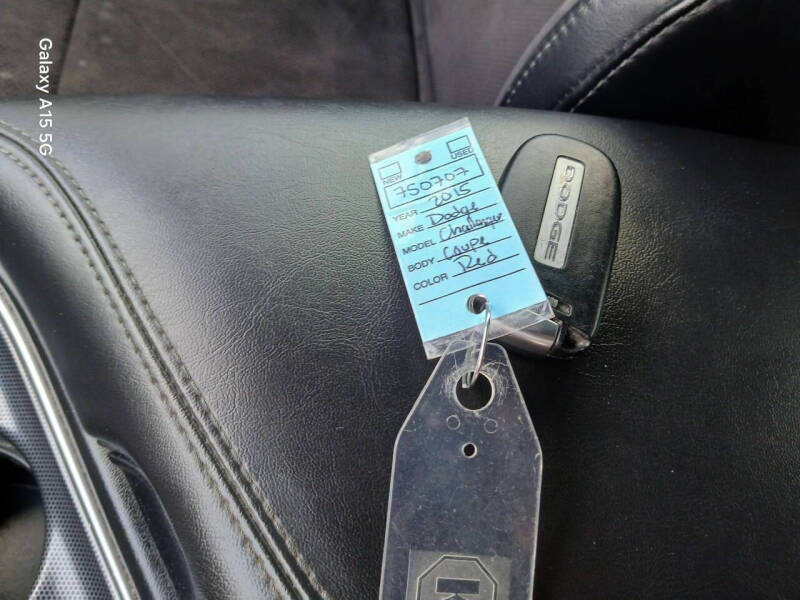 Galaxy A15 5G
NEW USED
750707
YEAR 2015
MAKE Dodge
MODEL Challenger
BODY Coupe
COLOR Red
DODGE
K